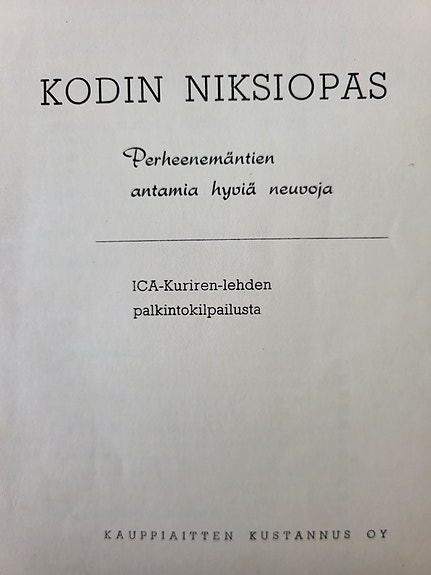 KODIN NIKSIOPAS
Perheenemäntien
antamia hyviä neuvoja
ICA-Kuriren-lehden
palkintokilpailusta
KAUPPIAITTEN KUSTANNUS OY